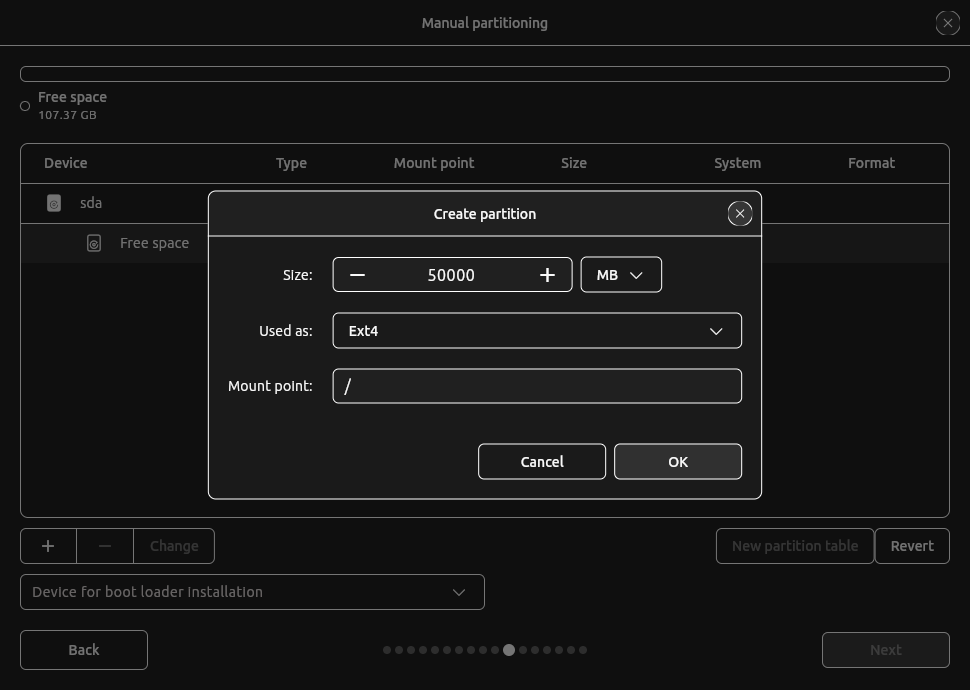 Manual partitioning
Free space
107.37 GB
Device Type Mount point Size System Format
sda
Free space
Create partition
Size: 50000 MB
Used as: Ext4
Mount point: /
Cancel OK
Change New partition table Revert
Device for boot loader installation
Back Next